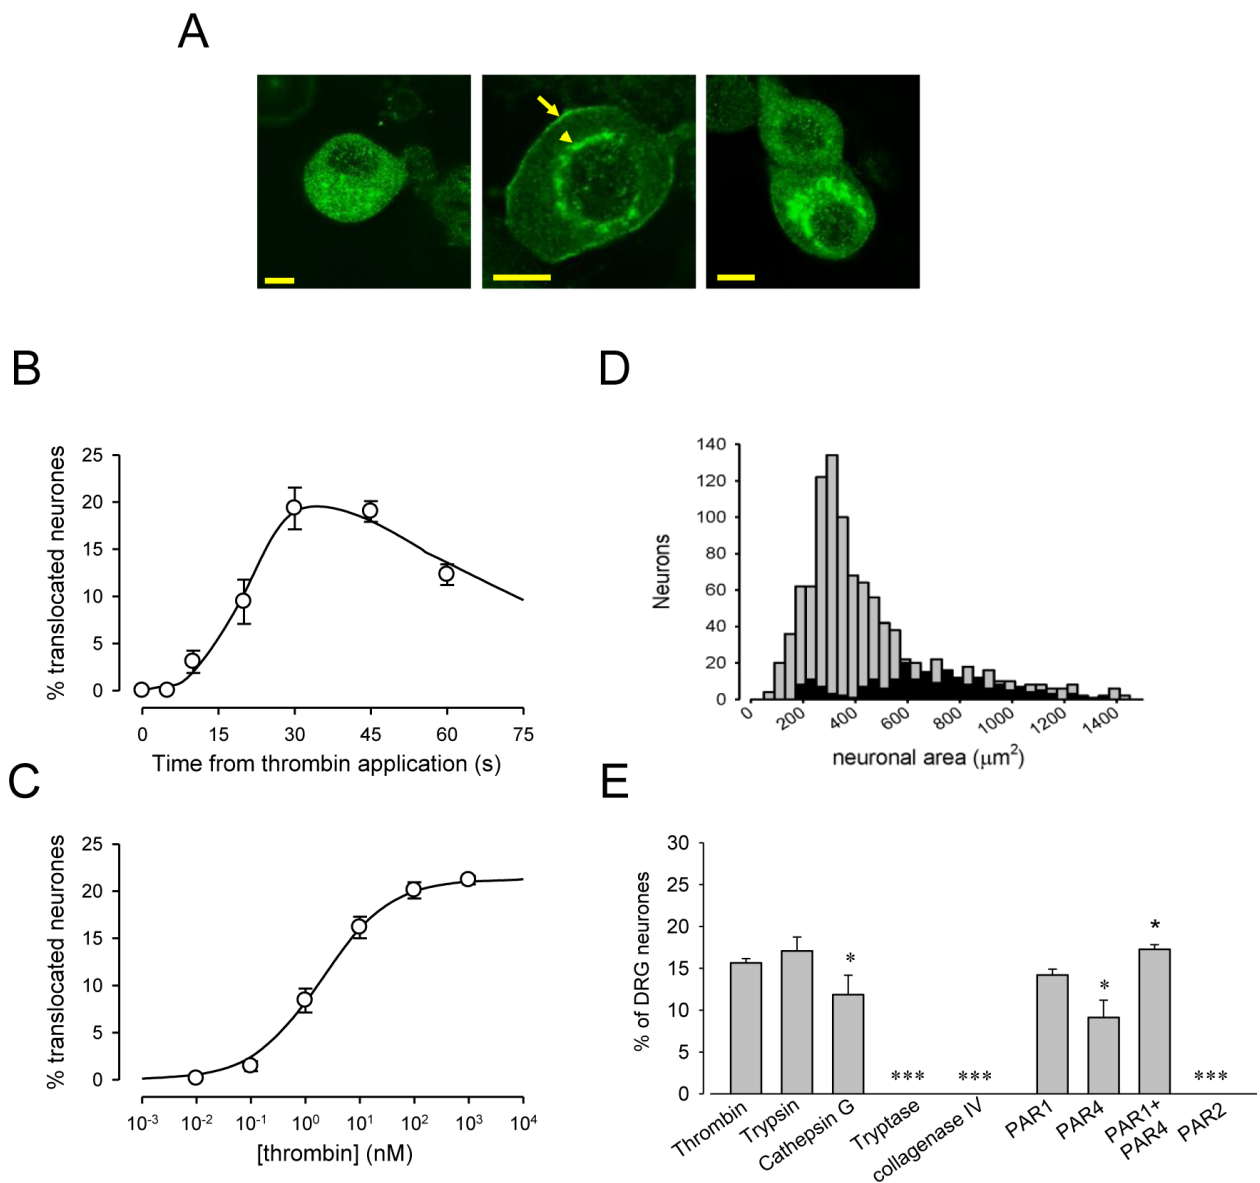 A
B
25
20
15
10
5
0
% translocated neurones
0 15 30 45 60 75
Time from thrombin application (s)
C
25
20
15
10
5
0
% translocated neurones
10-3 10-2 10-1 100 101 102 103 104
[thrombin] (nM)
D
140
120
100
80
60
40
20
0
Neurons
0 200 400 600 800 1000 1200 1400
neuronal area (μm2)
E
30
25
20
15
10
5
0
% of DRG neurones
* *** *** * * ***
Thrombin Trypsin Cathepsin G Tryptase collagenase IV PAR1 PAR4 PAR1+ PAR2
PAR4